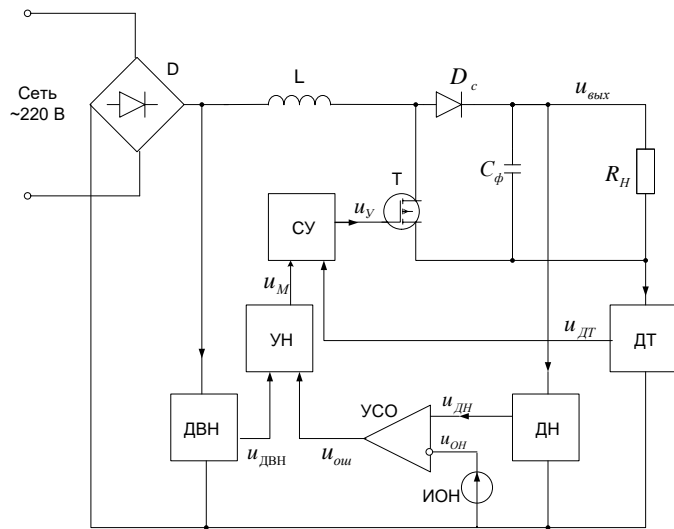 D
Сеть
~220 В
L
D с
u вых
T
C ф
R Н
u У
СУ
u М
УН
u ДТ
ДТ
УСО
u ДН
ДВН
ДН
u ДВН
u ош
u ОН
ИОН